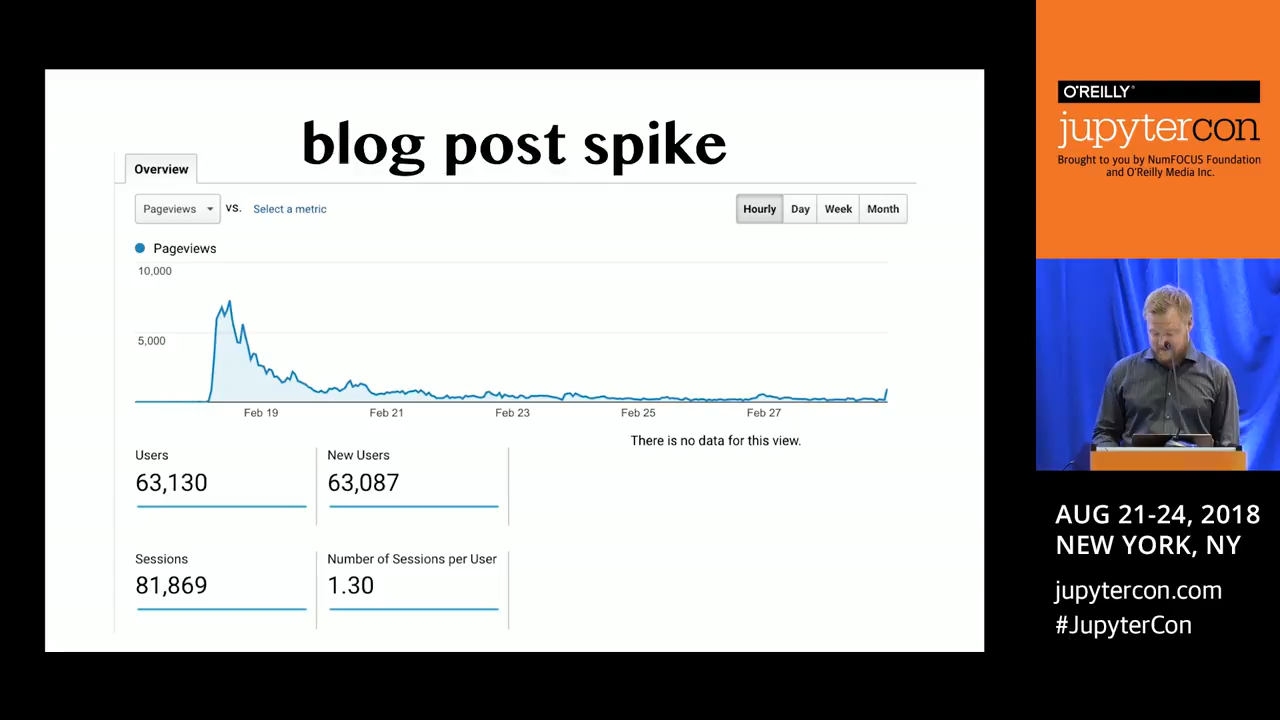 blog post spike
Overview
Pageviews VS. Select a metric
Hourly Day Week Month
Pageviews
10,000
5,000
Feb 19 Feb 21 Feb 23 Feb 25 Feb 27
There is no data for this view.
Users New Users
63,130 63,087
Sessions Number of Sessions per User
81,869 1.30
O'REILLY®
jupytercon
Brought to you by NumFOCUS Foundation
and O'Reilly Media Inc.
AUG 21-24, 2018
NEW YORK, NY
jupytercon.com
#JupyterCon